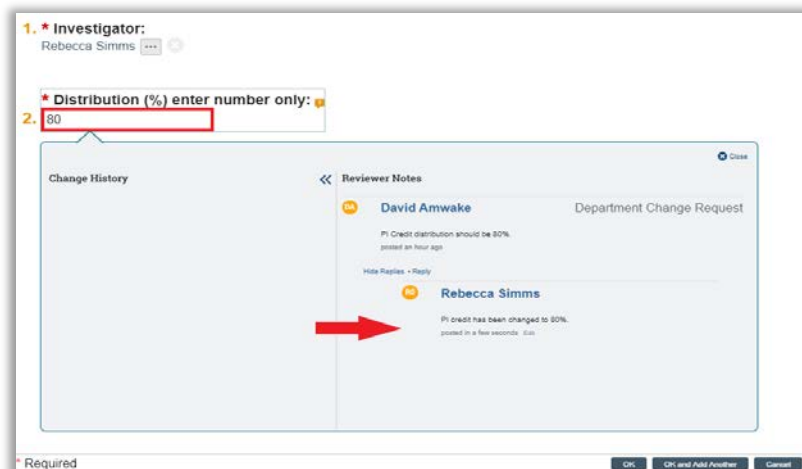 1. * Investigator:
Rebecca Simms ...
* Distribution (%) enter number only:
2. 80
Close
Change History
Reviewer Notes
DA David Amwake Department Change Request
PI Credit distribution should be 80%.
posted an hour ago
Hide Replies • Reply
RS Rebecca Simms
PI credit has been changed to 80%.
posted in a few seconds Edit
* Required
OK OK and Add Another Cancel